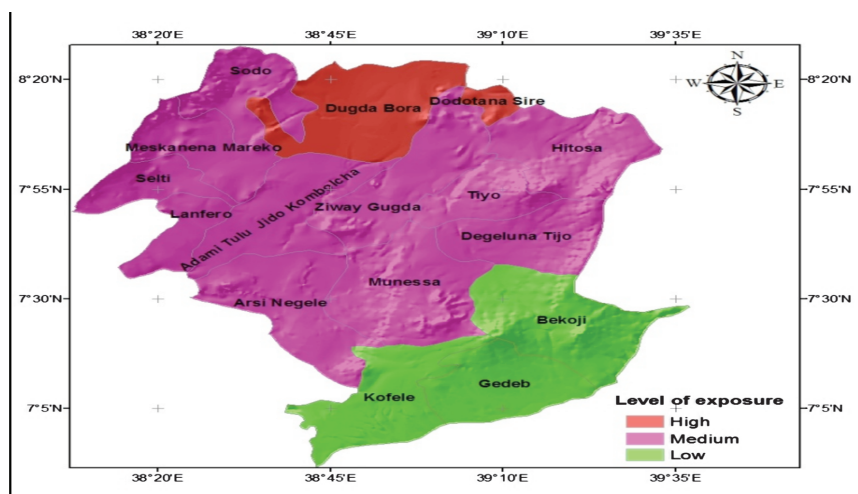 38°20'E 38°45'E 39°10'E 39°35'E
8°20'N 8°20'N
N
W E
S
Sodo
Dugda Bora
Dodotana Sire
Meskanena Mareko
Hitosa
7°55'N 7°55'N
Selti
Tiyo
Lanfero
Adami Tulu Jido Kombolcha
Ziway Gugda
Degeluna Tijo
Munessa
7°30'N 7°30'N
Arsi Negele
Bekoji
Gedeb
Kofele
Level of exposure
High
Medium
Low
7°5'N 7°5'N
38°20'E 38°45'E 39°10'E 39°35'E